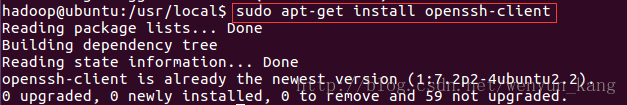 hadoop@ubuntu:/usr/local$ sudo apt-get install openssh-client
Reading package lists... Done
Building dependency tree
Reading state information... Done
openssh-client is already the newest version (1:7.2p2-4ubuntu2.2).
0 upgraded, 0 newly installed, 0 to remove and 59 not upgraded.
http://blog.csdn.net/wenyun_kang